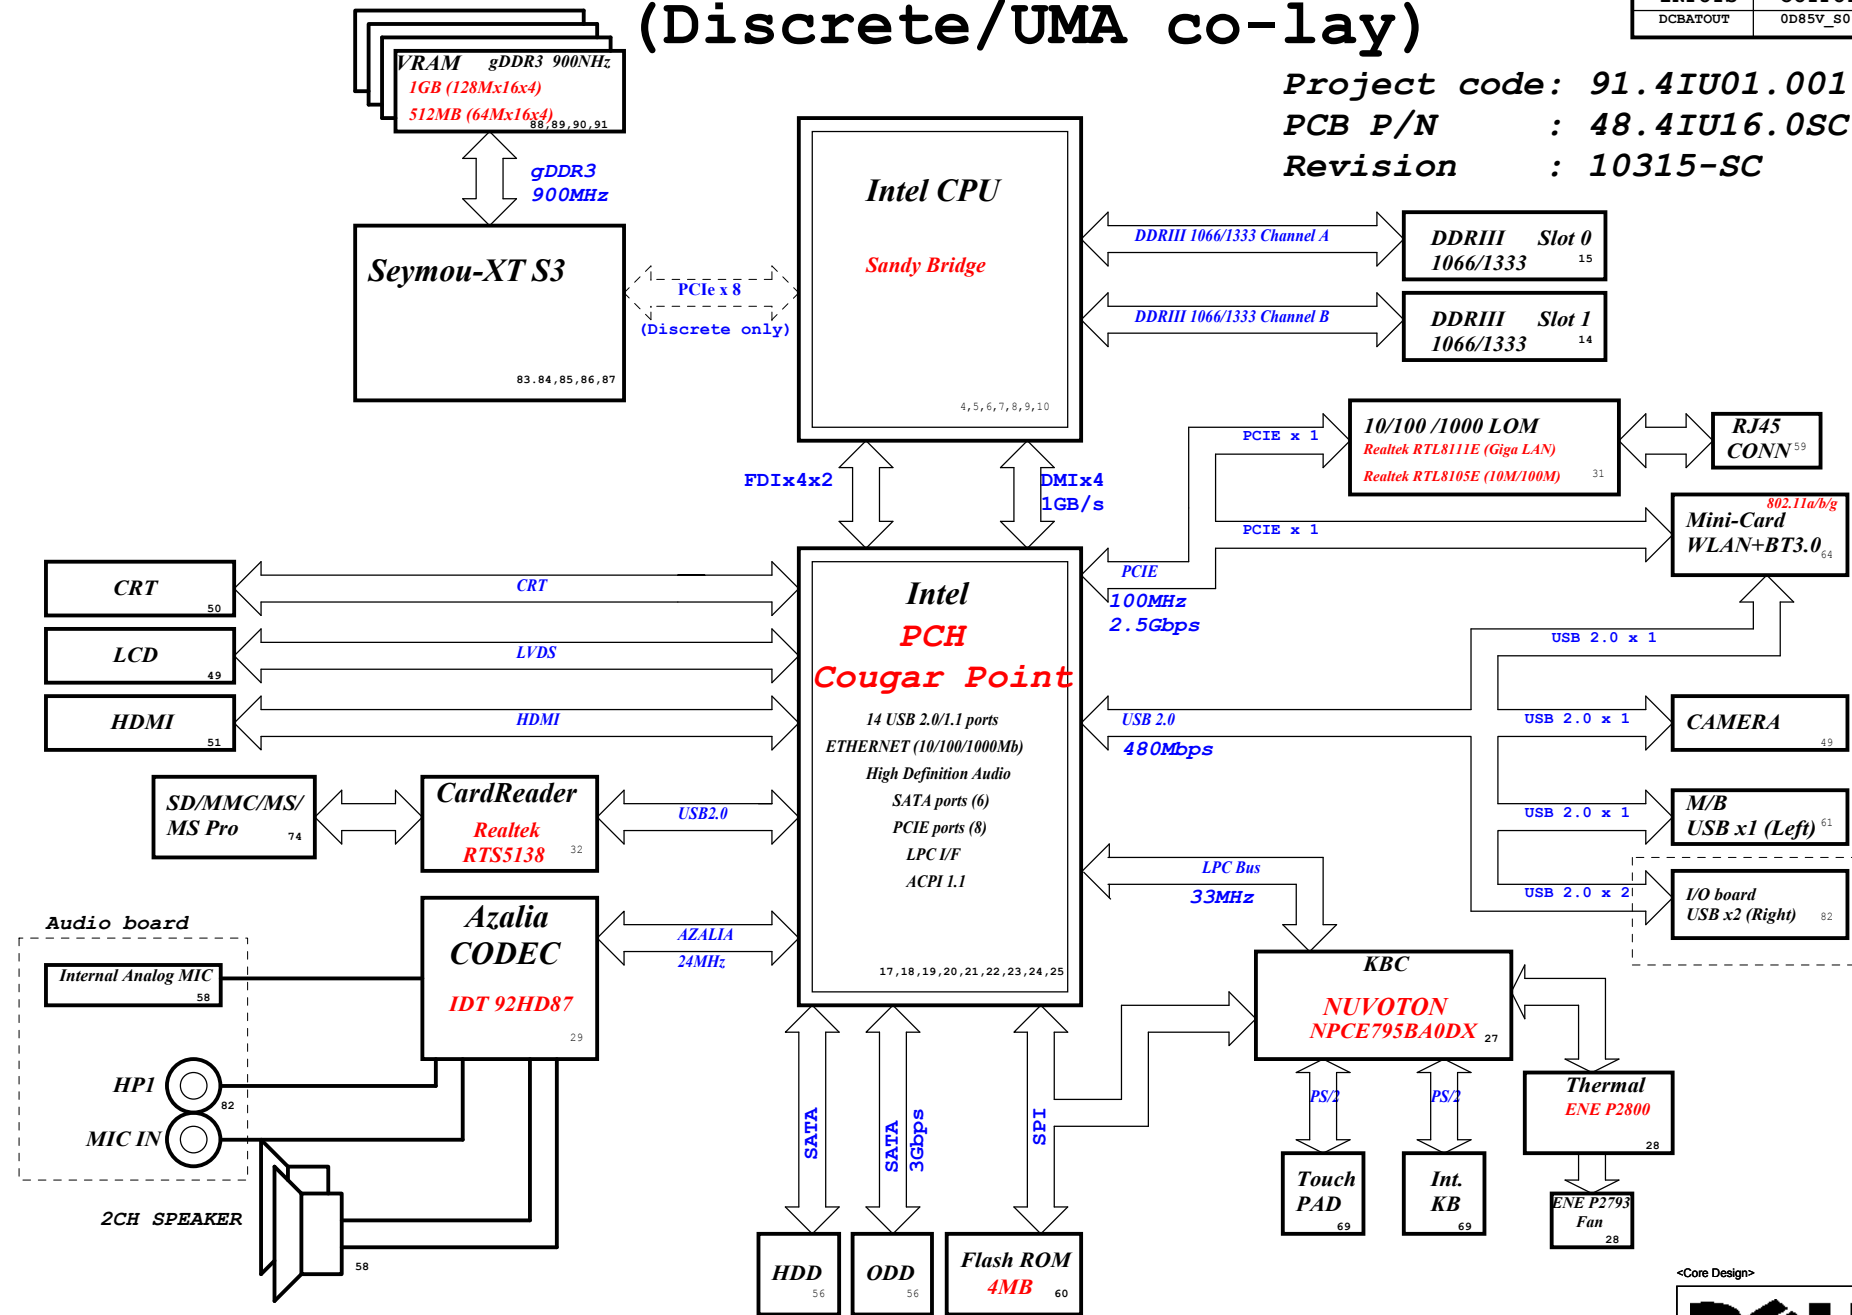 (Discrete/UMA co-lay)
DCBATOUT 0D85V_S0
Project code: 91.4IU01.001
PCB P/N : 48.4IU16.0SC
Revision : 10315-SC
VRAM gDDR3 900NHz
1GB (128Mx16x4)
512MB (64Mx16x4)
88,89,90,91
gDDR3
900MHz
Seymou-XT S3
83.84,85,86,87
PCIe x 8
(Discrete only)
Intel CPU
Sandy Bridge
4,5,6,7,8,9,10
DDRIII 1066/1333 Channel A
DDRIII Slot 0
1066/1333
15
DDRIII 1066/1333 Channel B
DDRIII Slot 1
1066/1333
14
FDIx4x2
DMIx4
1GB/s
PCIE x 1
10/100 /1000 LOM
Realtek RTL8111E (Giga LAN)
Realtek RTL8105E (10M/100M)
31
RJ45
CONN
59
PCIE x 1
802.11a/b/g
Mini-Card
WLAN+BT3.0
64
PCIE
100MHz
2.5Gbps
CRT
50
CRT
LCD
49
LVDS
HDMI
51
HDMI
Intel
PCH
Cougar Point
14 USB 2.0/1.1 ports
ETHERNET (10/100/1000Mb)
High Definition Audio
SATA ports (6)
PCIE ports (8)
LPC I/F
ACPI 1.1
17,18,19,20,21,22,23,24,25
USB 2.0
480Mbps
USB 2.0 x 1
USB 2.0 x 1
CAMERA
49
USB 2.0 x 1
M/B
USB x1 (Left)
61
USB 2.0 x 2
I/O board
USB x2 (Right)
82
SD/MMC/MS/
MS Pro
74
CardReader
Realtek
RTS5138
32
USB2.0
LPC Bus
33MHz
Audio board
Internal Analog MIC
58
Azalia
CODEC
IDT 92HD87
29
AZALIA
24MHz
HP1
82
MIC IN
2CH SPEAKER
58
KBC
NUVOTON
NPCE795BA0DX
27
PS/2
PS/2
Thermal
ENE P2800
28
Touch
PAD
69
Int.
KB
69
ENE P2793
Fan
28
SATA
SATA
3Gbps
SPI
HDD
56
ODD
56
Flash ROM
4MB
60
<Core Design>